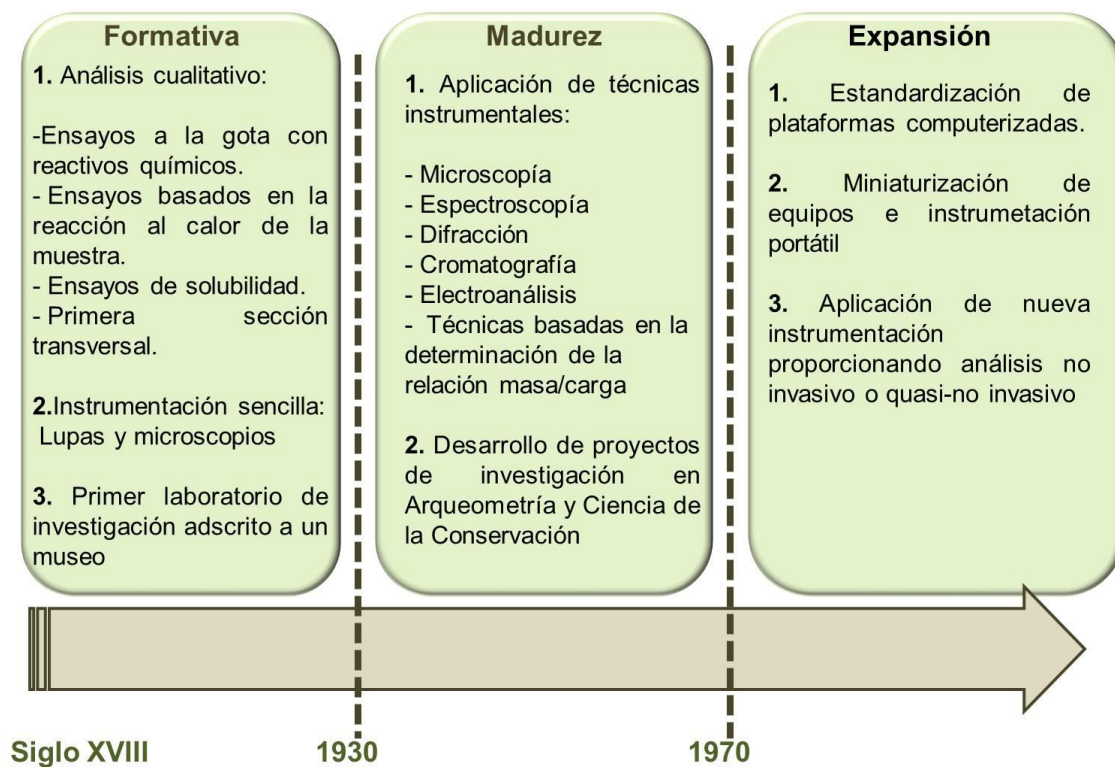 Formativa
1. Análisis cualitativo:
-Ensayos a la gota con
reactivos químicos.
- Ensayos basados en la
reacción al calor de la
muestra.
- Ensayos de solubilidad.
- Primera sección
transversal.
2.Instrumentación sencilla:
Lupas y microscopios
3. Primer laboratorio de
investigación adscrito a un
museo
Madurez
1. Aplicación de técnicas
instrumentales:
- Microscopía
- Espectroscopía
- Difracción
- Cromatografía
- Electroanálisis
- Técnicas basadas en la
determinación de la
relación masa/carga
2. Desarrollo de proyectos
de investigación en
Arqueometría y Ciencia de
la Conservación
Expansión
1. Estandardización de
plataformas computerizadas.
2. Miniaturización de
equipos e instrumetación
portátil
3. Aplicación de nueva
instrumentación
proporcionando análisis no
invasivo o quasi-no invasivo
Siglo XVIII
1930
1970